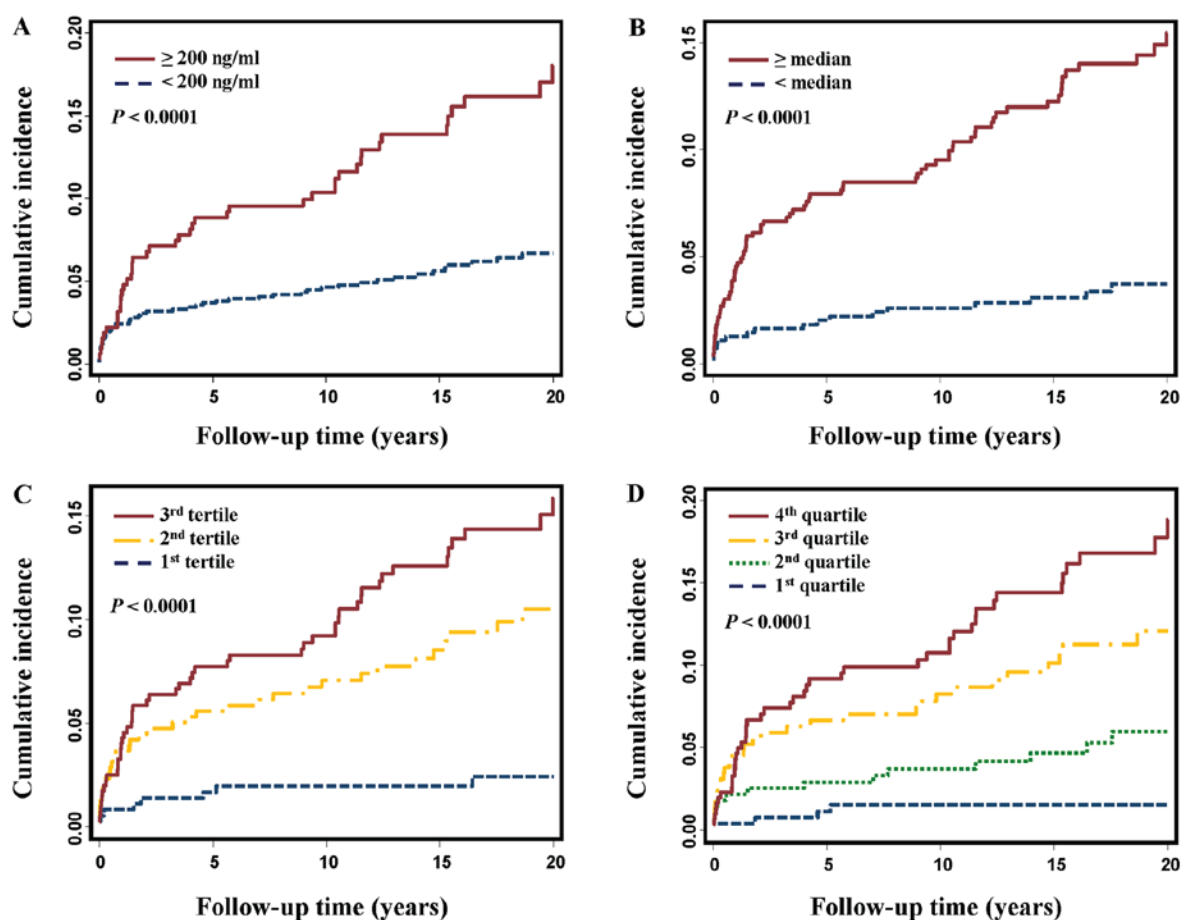 A
Cumulative incidence
0.00 0.05 0.10 0.15 0.20
≥ 200 ng/ml
< 200 ng/ml
P < 0.0001
0 5 10 15 20
Follow-up time (years)
B
Cumulative incidence
0.00 0.05 0.10 0.15
≥ median
< median
P < 0.0001
0 5 10 15 20
Follow-up time (years)
C
Cumulative incidence
0.00 0.05 0.10 0.15
3rd tertile
2nd tertile
1st tertile
P < 0.0001
0 5 10 15 20
Follow-up time (years)
D
Cumulative incidence
0.00 0.05 0.10 0.15 0.20
4th quartile
3rd quartile
2nd quartile
1st quartile
P < 0.0001
0 5 10 15 20
Follow-up time (years)